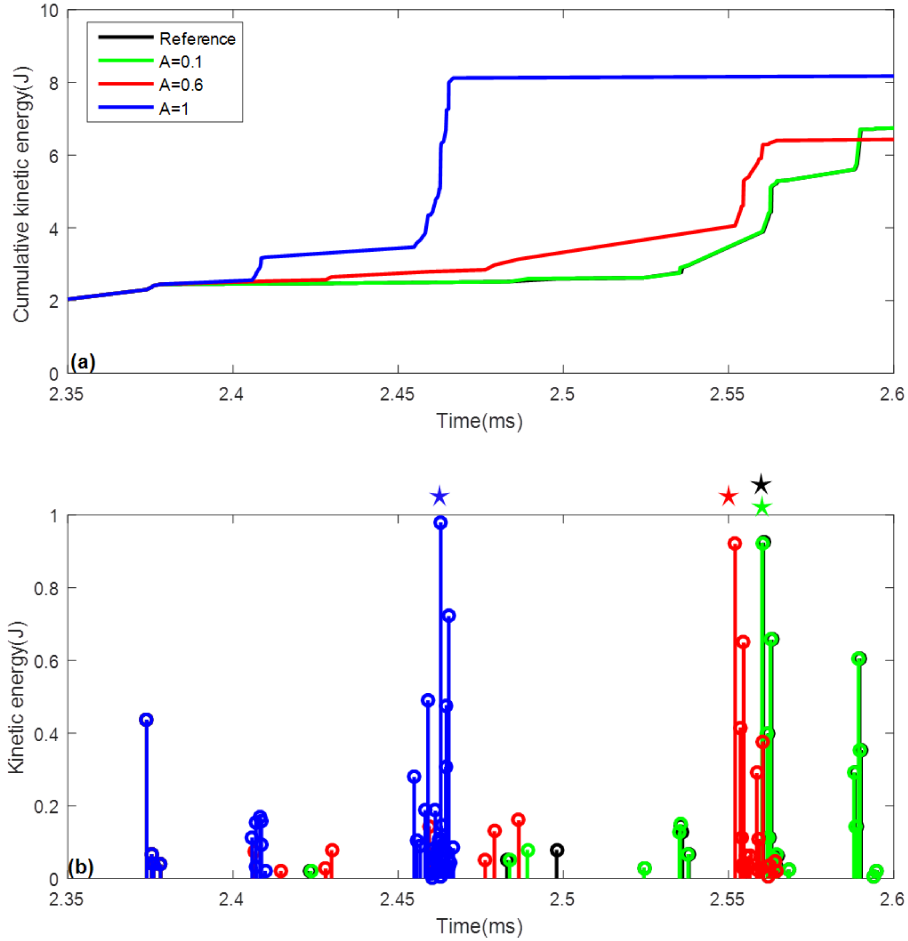 10
8
6
4
2
0
Cumulative kinetic energy(J)
Reference
A=0.1
A=0.6
A=1
(a)
2.35 2.4 2.45 2.5 2.55 2.6
Time(ms)
1
0.8
0.6
0.4
0.2
0
Kinetic energy(J)
(b)
2.35 2.4 2.45 2.5 2.55 2.6
Time(ms)